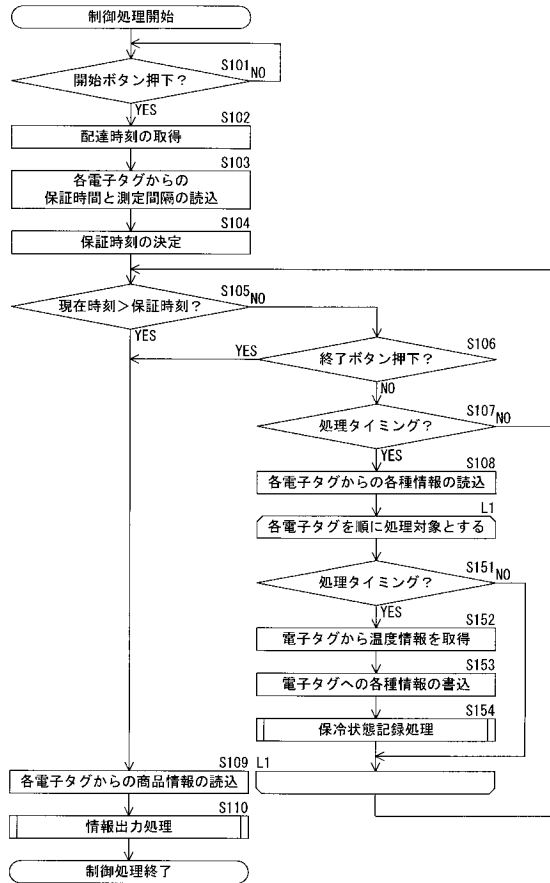 制御処理開始
S101
開始ボタン押下？
NO
YES
S102
配達時刻の取得
S103
各電子タグからの
保証時間と測定間隔の読込
S104
保証時刻の決定
S105
現在時刻＞保証時刻？
NO
YES
S106
終了ボタン押下？
YES
NO
S107
処理タイミング？
NO
YES
S108
各電子タグからの各種情報の読込
L1
各電子タグを順に処理対象とする
S151
処理タイミング？
NO
YES
S152
電子タグから温度情報を取得
S153
電子タグへの各種情報の書込
S154
保冷状態記録処理
L1
S109
各電子タグからの商品情報の読込
S110
情報出力処理
制御処理終了